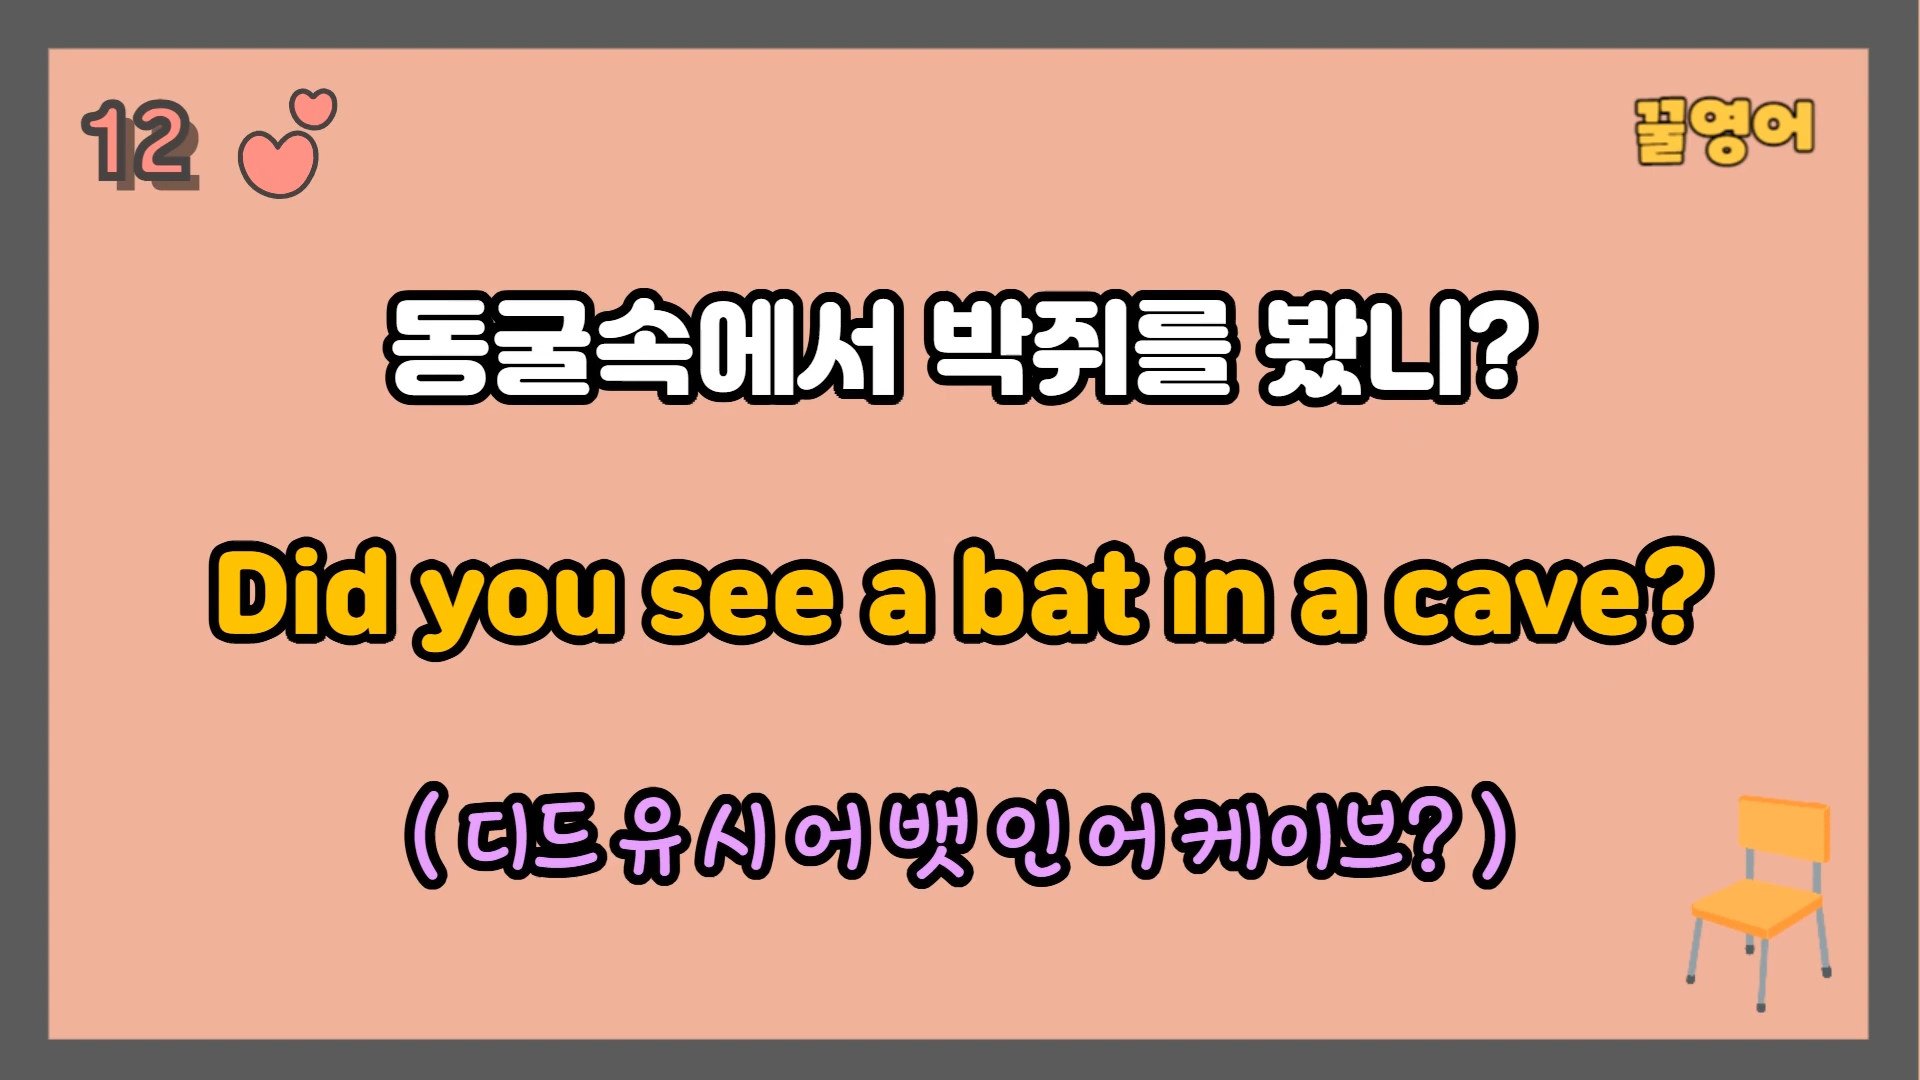 12
꿀영어
동굴속에서 박쥐를 봤니?
Did you see a bat in a cave?
( 디드 유 시 어 뱃 인 어 케이브? )